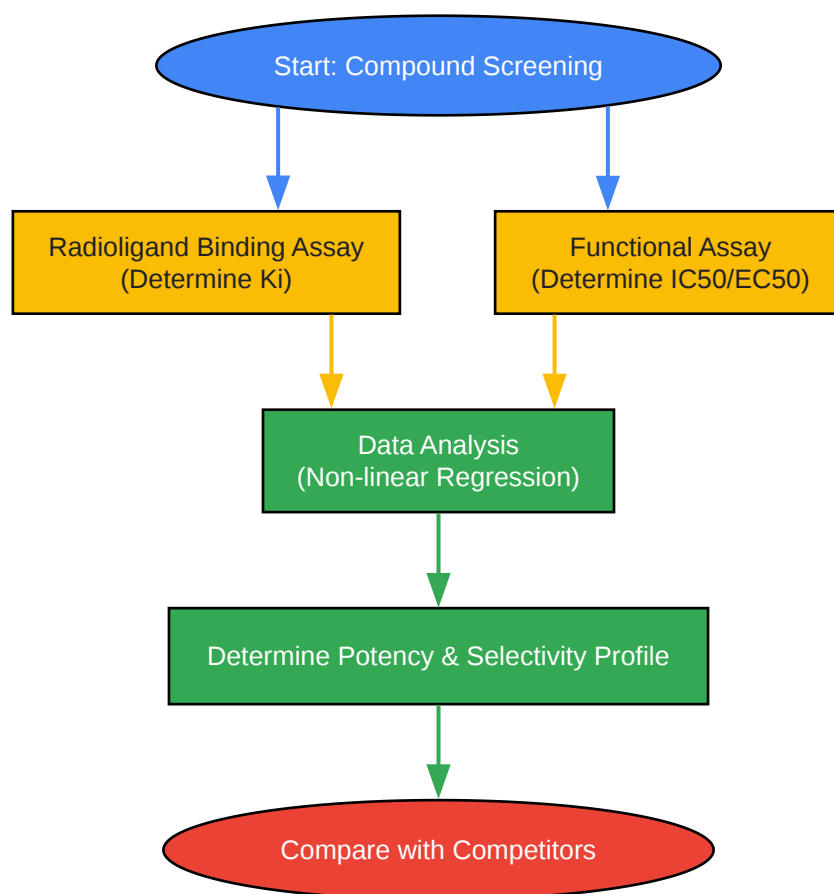 Start: Compound Screening
Radioligand Binding Assay
(Determine Ki)
Functional Assay
(Determine IC50/EC50)
Data Analysis
(Non-linear Regression)
Determine Potency & Selectivity Profile
Compare with Competitors